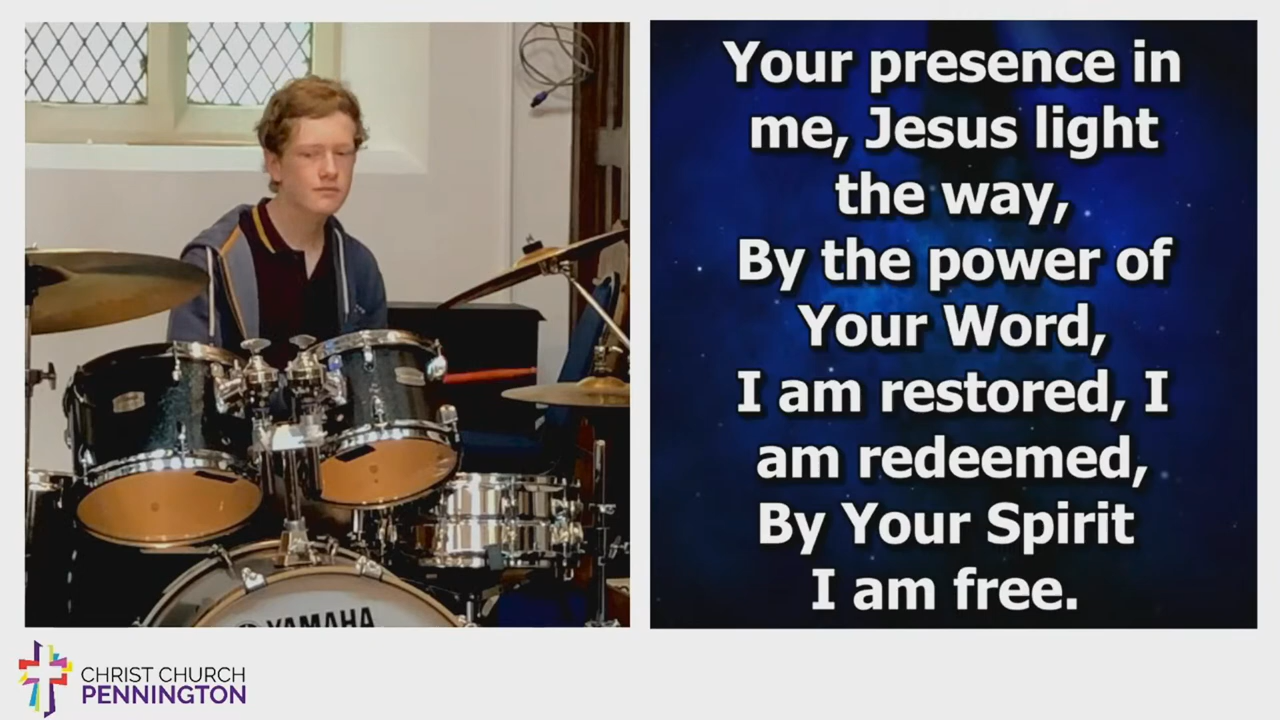 Your presence in
me, Jesus light
the way,
By the power of
Your Word,
I am restored, I
am redeemed,
By Your Spirit
I am free.
YAMAHA
CHRIST CHURCH
PENNINGTON